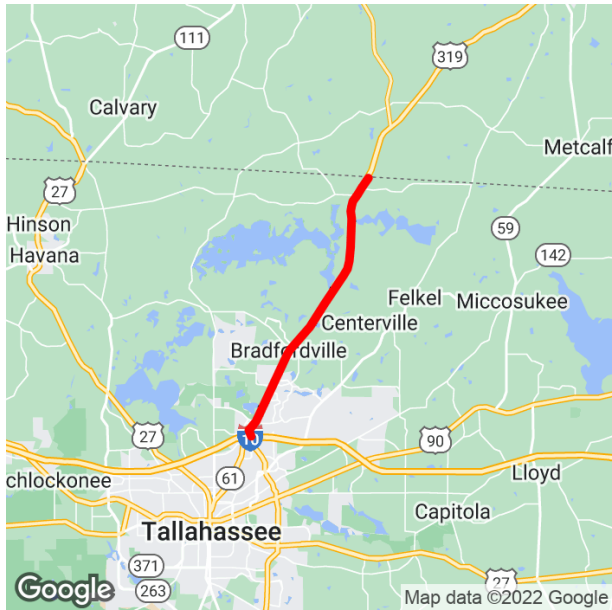 111
319
Calvary
Metcalf
27
Hinson
59
Havana
142
Felkel
Miccosukee
Centerville
Bradfordville
27
10
90
61
chlockonee
Lloyd
Capitola
Tallahassee
371
27
263
Google
Map data ©2022 Google